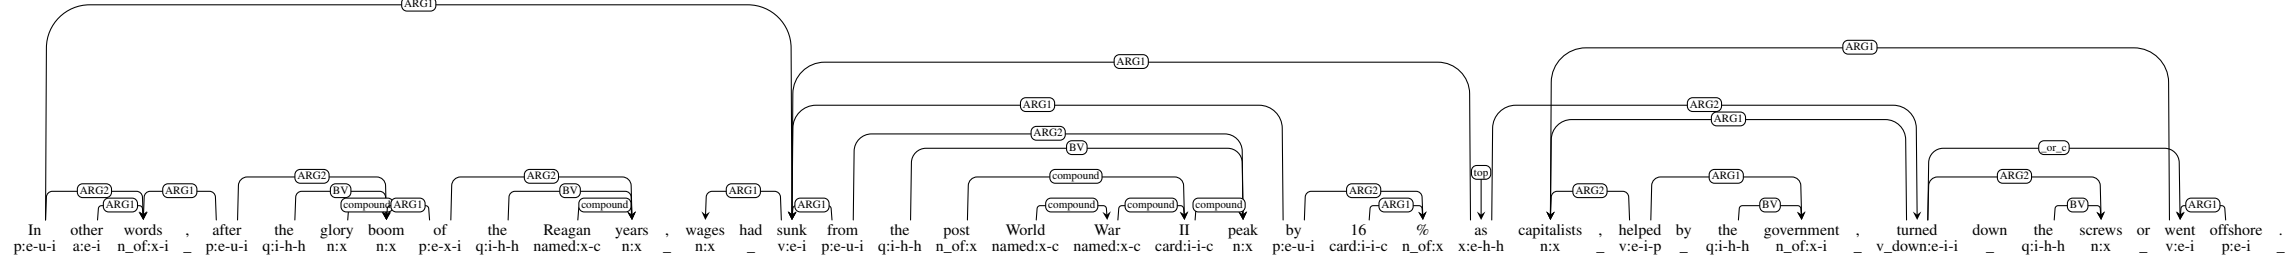 ARG1
ARG1 ARG1
ARG1 ARG2
ARG1
ARG2
BV _or_c
ARG2 ARG2 compound top ARG1 ARG2
ARG2 ARG1 BV BV ARG1 ARG2 ARG2
ARG1 compound ARG1 compound ARG1 compound compound compound ARG1 BV BV ARG1
In other words , after the glory boom of the Reagan years , wages had sunk from the post World War II peak by 16 % as capitalists , helped by the government , turned down the screws or went offshore .
p:e-u-i a:e-i n_of:x-i _ p:e-u-i q:i-h-h n:x n:x p:e-x-i q:i-h-h named:x-c n:x _ n:x _ v:e-i p:e-u-i q:i-h-h n_of:x named:x-c named:x-c card:i-i-c n:x p:e-u-i card:i-i-c n_of:x x:e-h-h n:x _ v:e-i-p _ q:i-h-h n_of:x-i _ v_down:e-i-i _ q:i-h-h n:x _ v:e-i p:e-i _